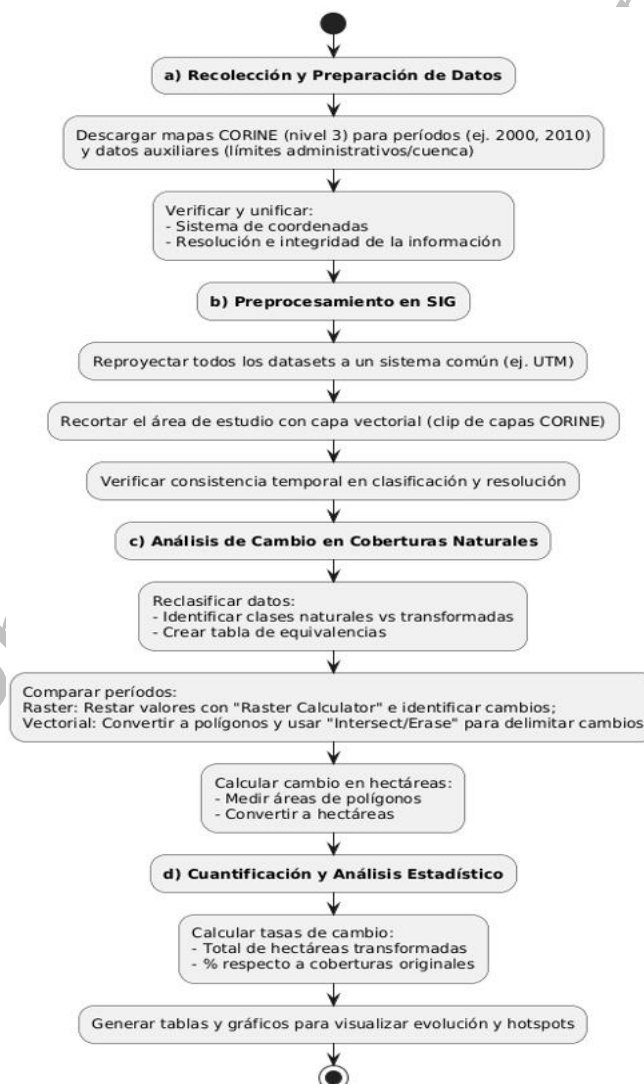 a) Recolección y Preparación de Datos
Descargar mapas CORINE (nivel 3) para períodos (ej. 2000, 2010)
y datos auxiliares (límites administrativos/cuenca)
Verificar y unificar:
- Sistema de coordenadas
- Resolución e integridad de la información
b) Preprocesamiento en SIG
Reproyectar todos los datasets a un sistema común (ej. UTM)
Recortar el área de estudio con capa vectorial (clip de capas CORINE)
Verificar consistencia temporal en clasificación y resolución
c) Análisis de Cambio en Coberturas Naturales
Reclasificar datos:
- Identificar clases naturales vs transformadas
- Crear tabla de equivalencias
Comparar períodos:
Raster: Restar valores con "Raster Calculator" e identificar cambios;
Vectorial: Convertir a polígonos y usar "Intersect/Erase" para delimitar cambios
Calcular cambio en hectáreas:
- Medir áreas de polígonos
- Convertir a hectáreas
d) Cuantificación y Análisis Estadístico
Calcular tasas de cambio:
- Total de hectáreas transformadas
- % respecto a coberturas originales
Generar tablas y gráficos para visualizar evolución y hotspots